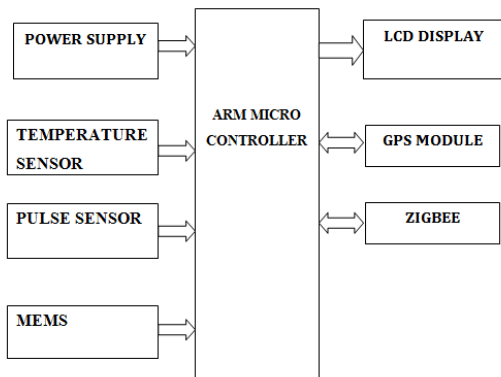 POWER SUPPLY
TEMPERATURE
SENSOR
PULSE SENSOR
MEMS
ARM MICRO
CONTROLLER
LCD DISPLAY
GPS MODULE
ZIGBEE